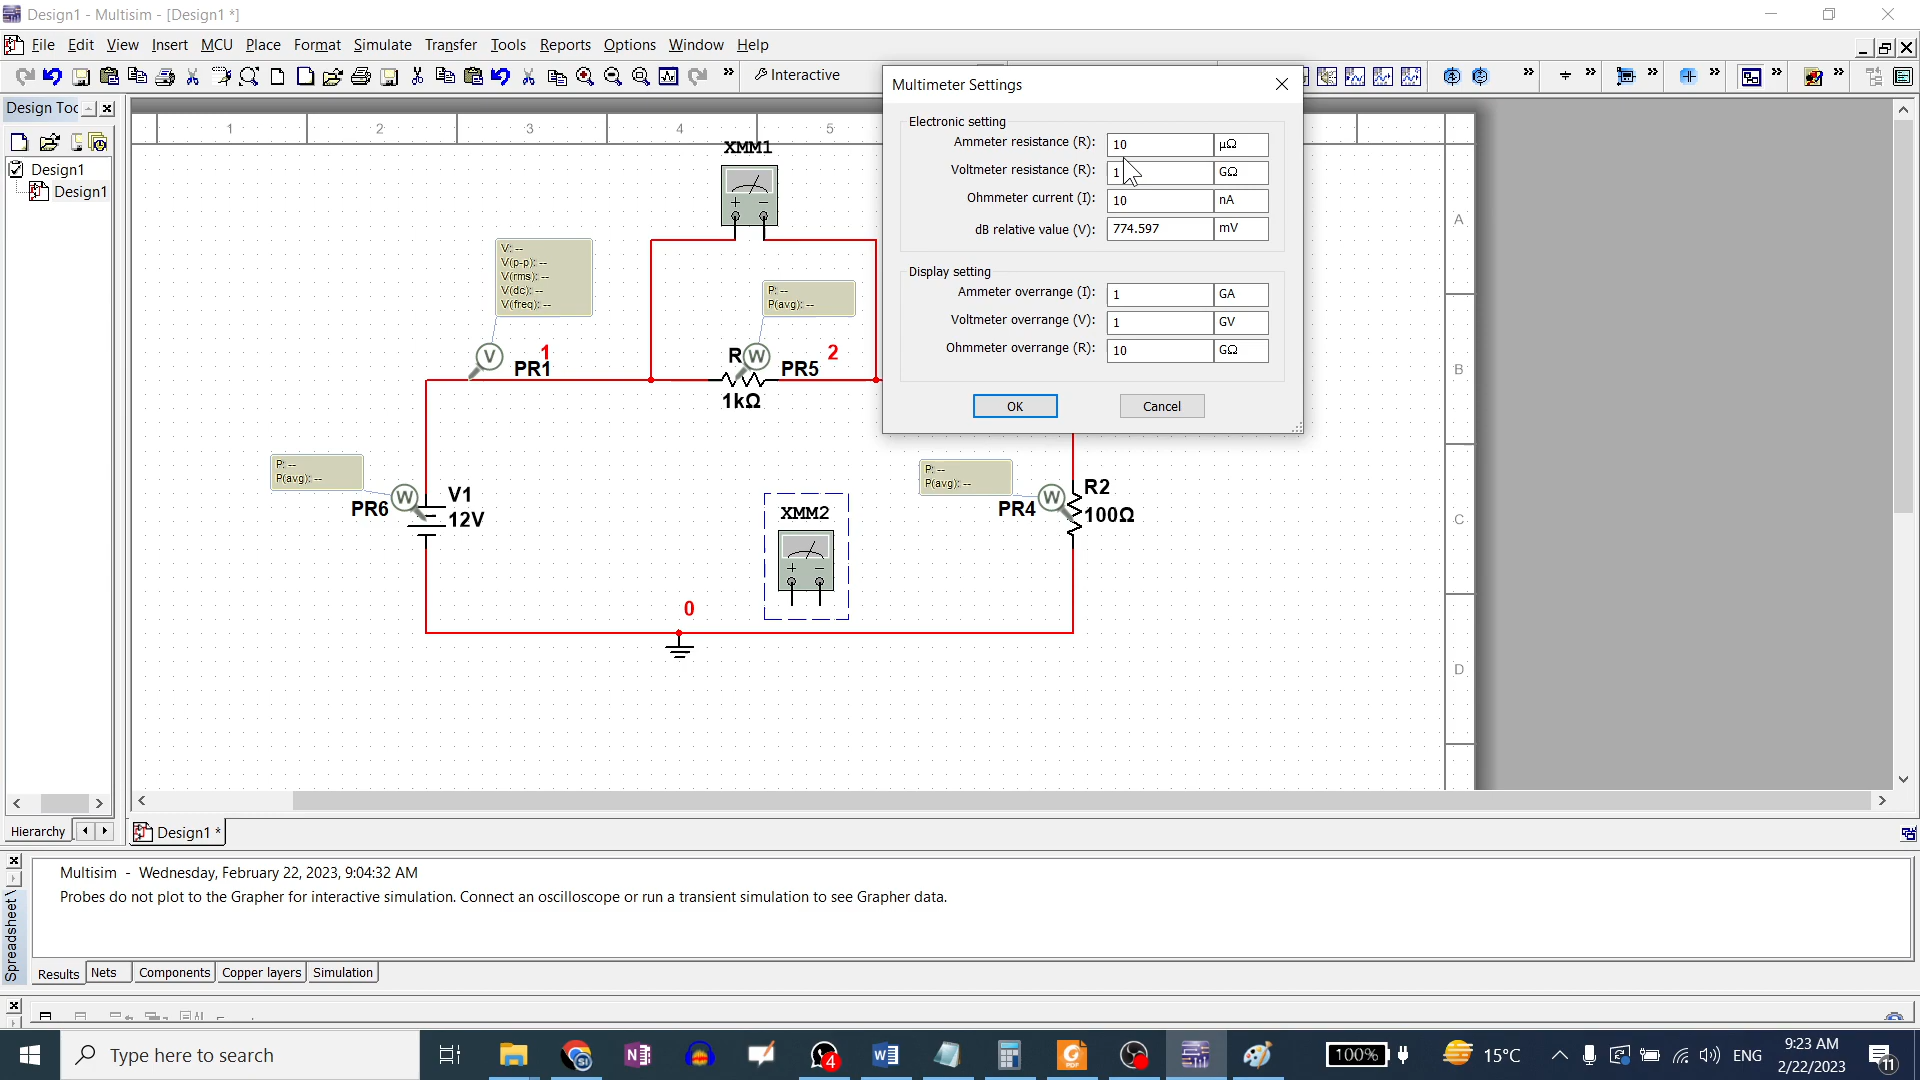 Design1 - Multisim - [Design1 *]
File Edit View Insert MCU Place Format Simulate Transfer Tools Reports Options Window Help
» Interactive » » » » »
Design Toc
Design1
Design1
1 2 3 4 5
A
B
C
D
XMM1
V: --
V(p-p): --
V(rms): --
V(dc): --
V(freq): --
P: --
P(avg): --
V PR1 1
R W PR5 2
1kΩ
P: --
P(avg): --
W PR6
V1
12V
XMM2
P: --
P(avg): --
W PR4
R2
100Ω
0
Multimeter Settings
Electronic setting
Ammeter resistance (R): 10 µΩ
Voltmeter resistance (R): 1 GΩ
Ohmmeter current (I): 10 nA
dB relative value (V): 774.597 mV
Display setting
Ammeter overrange (I): 1 GA
Voltmeter overrange (V): 1 GV
Ohmmeter overrange (R): 10 GΩ
OK Cancel
Hierarchy
Design1 *
Multisim - Wednesday, February 22, 2023, 9:04:32 AM
Probes do not plot to the Grapher for interactive simulation. Connect an oscilloscope or run a transient simulation to see Grapher data.
Spreadsheet \
Results Nets Components Copper layers Simulation
Type here to search
4
100%
15°C
ENG
9:23 AM
2/22/2023
11